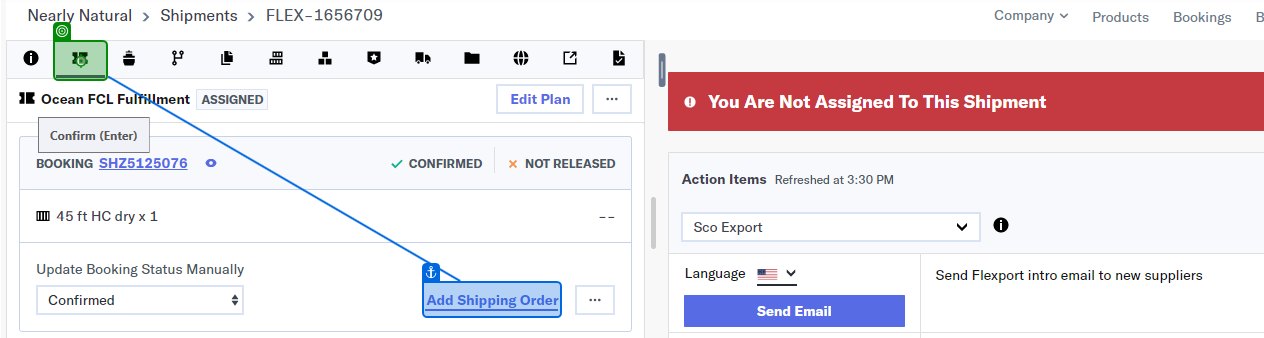 Nearly Natural > Shipments > FLEX-1656709
Company Products Bookings B
Ocean FCL Fulfillment ASSIGNED Edit Plan ...
Confirm (Enter)
BOOKING SHZ5125076 CONFIRMED NOT RELEASED
45 ft HC dry x 1 --
Update Booking Status Manually
Confirmed Add Shipping Order ...
You Are Not Assigned To This Shipment
Action Items Refreshed at 3:30 PM
Sco Export
Language
Send Flexport intro email to new suppliers
Send Email